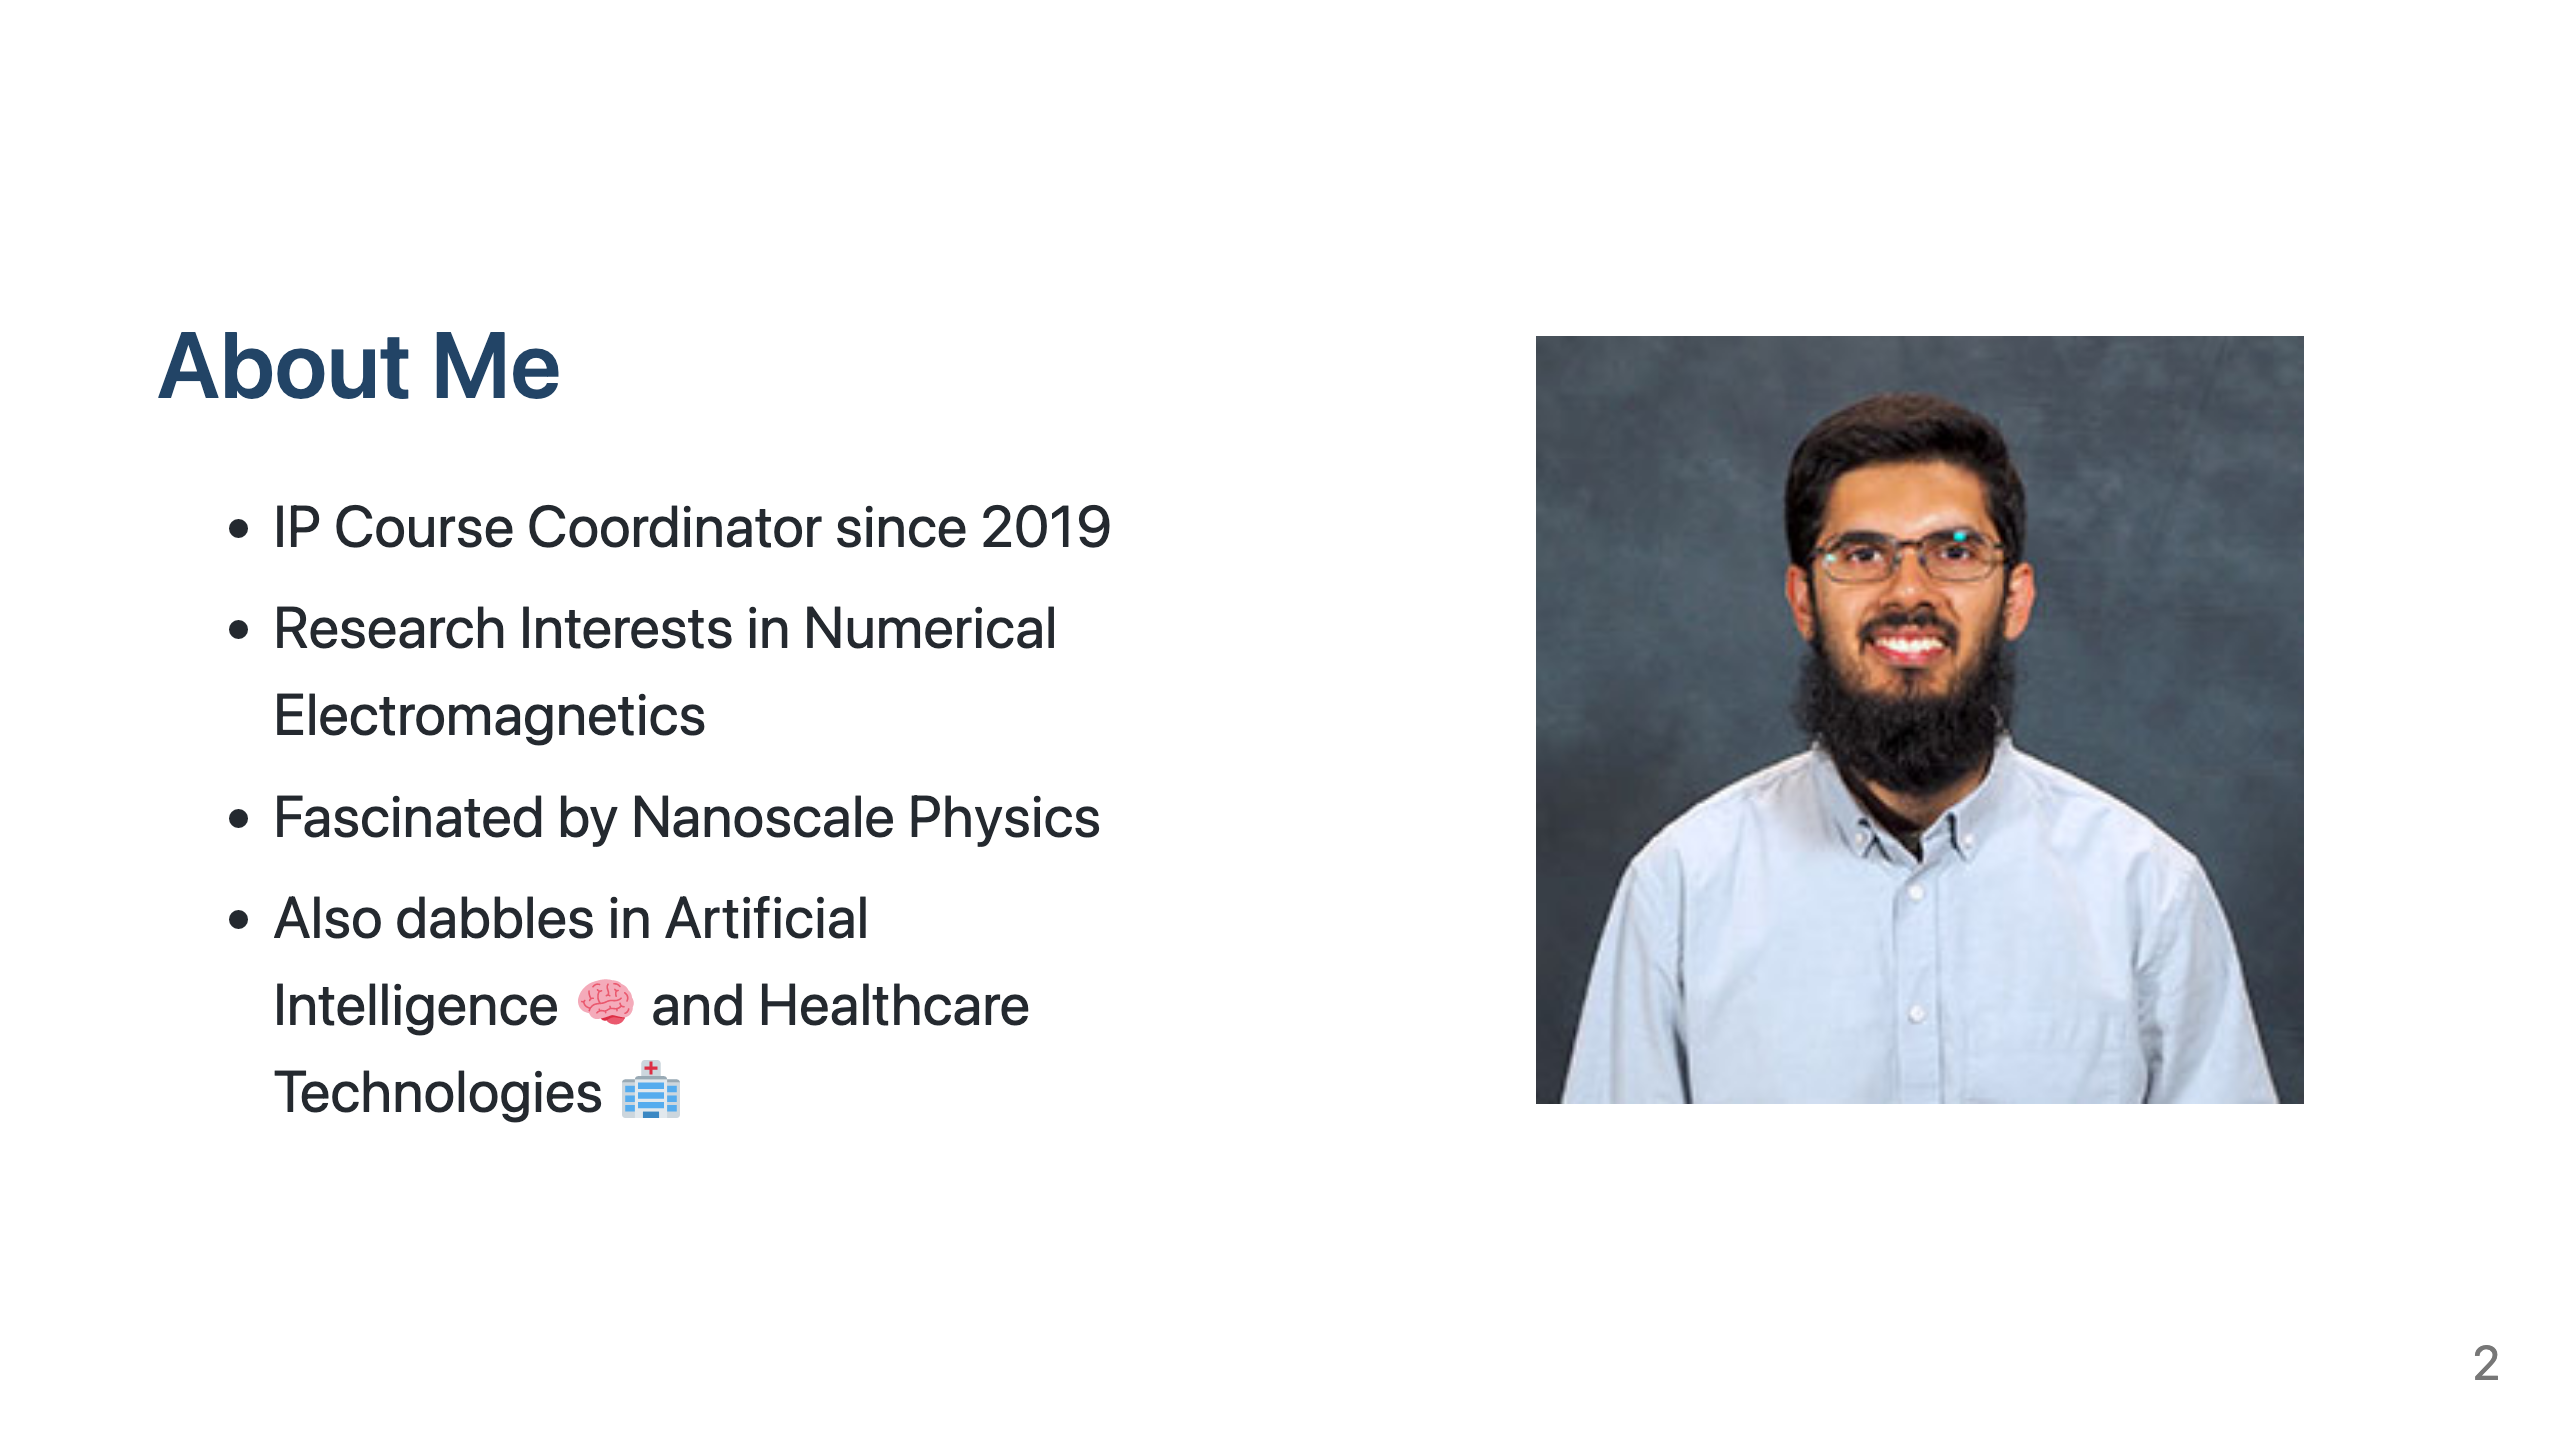 About Me
• IP Course Coordinator since 2019
• Research Interests in Numerical
Electromagnetics
• Fascinated by Nanoscale Physics
• Also dabbles in Artificial
Intelligence 🧠 and Healthcare
Technologies 🏥
2